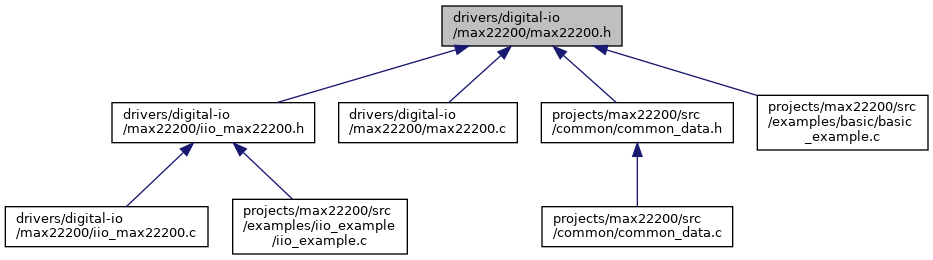 drivers/digital-io
/max22200/max22200.h
drivers/digital-io
/max22200/iio_max22200.h
drivers/digital-io
/max22200/max22200.c
projects/max22200/src
/common/common_data.h
projects/max22200/src
/examples/basic/basic
_example.c
drivers/digital-io
/max22200/iio_max22200.c
projects/max22200/src
/examples/iio_example
/iio_example.c
projects/max22200/src
/common/common_data.c